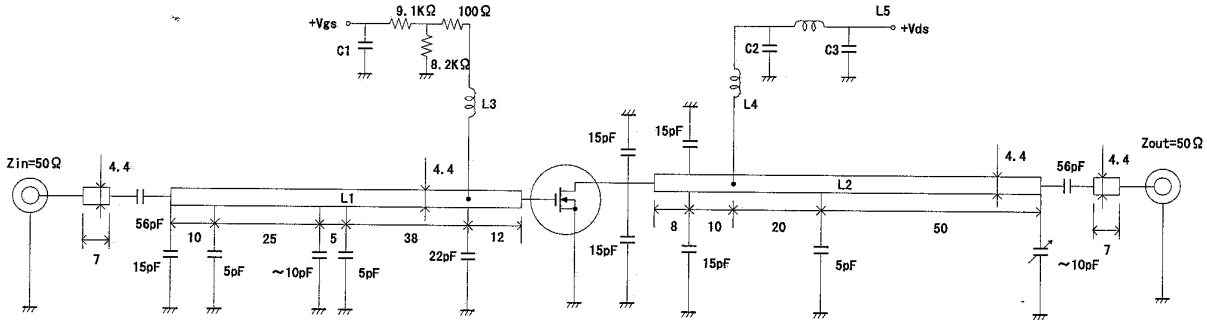 +Vgs
9.1KΩ
100Ω
C1
8.2KΩ
L3
L5
+Vds
C2
C3
L4
Zin=50Ω
4.4
56pF
7
L1
4.4
10
25
5
38
12
15pF
5pF
~10pF
5pF
22pF
15pF
15pF
15pF
15pF
L2
4.4
8
10
20
50
5pF
~10pF
56pF
4.4
7
Zout=50Ω